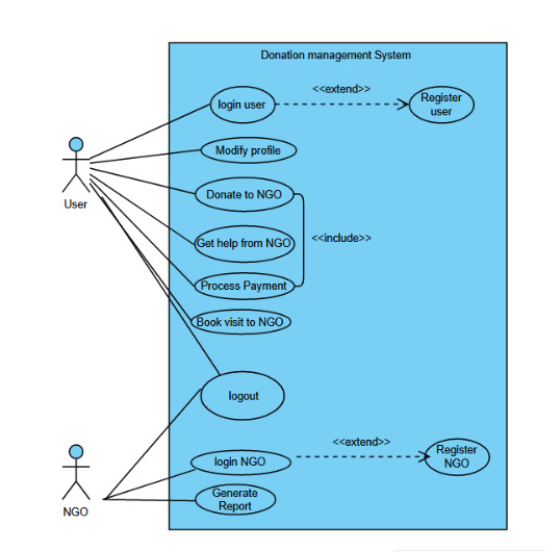 Donation management System
<<extend>>
login user
Register
user
Modify profile
User
Donate to NGO
<<include>>
Get help from NGO
Process Payment
Book visit to NGO
logout
<<extend>>
login NGO
Register
NGO
Generate
Report
NGO